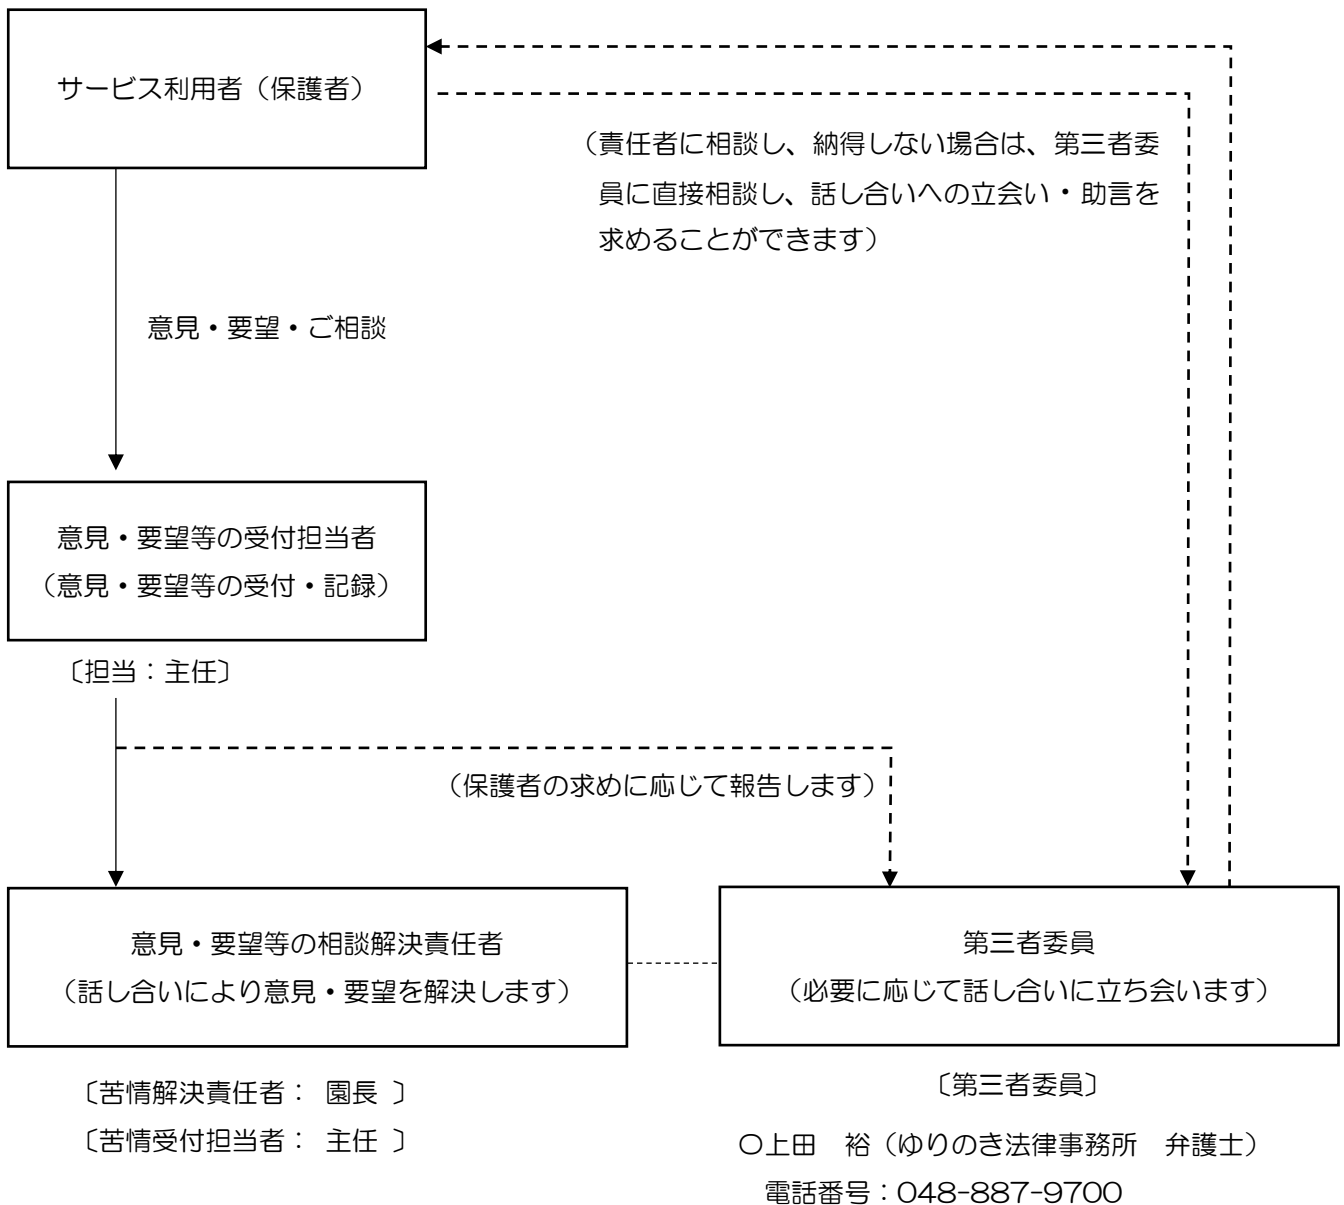 サービス利用者（保護者）
（責任者に相談し、納得しない場合は、第三者委
員に直接相談し、話し合いへの立会い・助言を
求めることができます）
意見・要望・ご相談
意見・要望等の受付担当者
（意見・要望等の受付・記録）
〔担当：主任〕
（保護者の求めに応じて報告します）
意見・要望等の相談解決責任者
（話し合いにより意見・要望を解決します）
第三者委員
（必要に応じて話し合いに立ち会います）
〔苦情解決責任者： 園長 〕
〔苦情受付担当者： 主任 〕
〔第三者委員〕
〇上田　裕（ゆりのき法律事務所　弁護士）
電話番号：048-887-9700